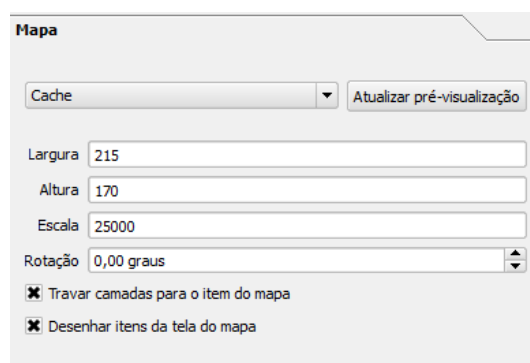 Mapa
Cache Atualizar pré-visualização
Largura 215
Altura 170
Escala 25000
Rotação 0,00 graus
Travar camadas para o item do mapa
Desenhar itens da tela do mapa